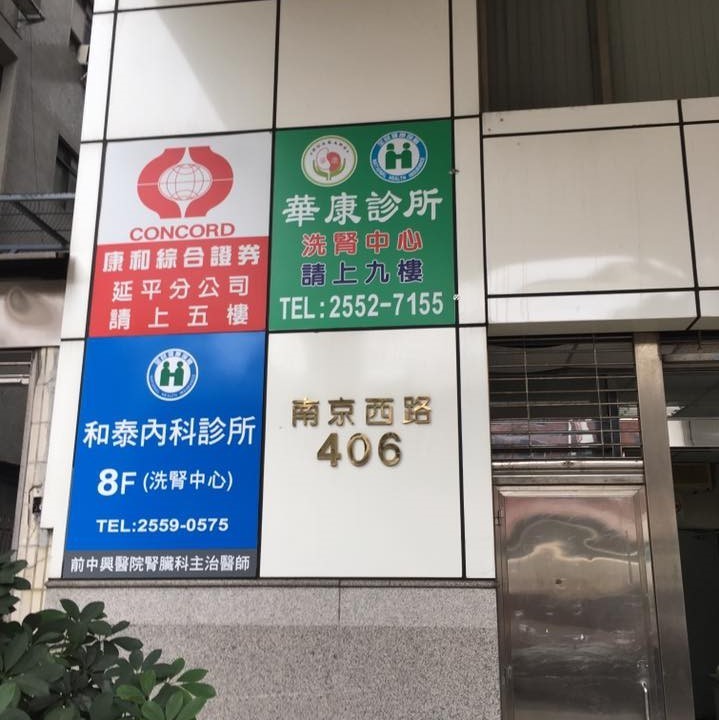 CONCORD
康和綜合證券
延平分公司
請上五樓
華康診所
洗腎中心
請上九樓
TEL:2552-7155
和泰內科診所
8F (洗腎中心)
TEL:2559-0575
前中興醫院腎臟科主治醫師
南京西路
406